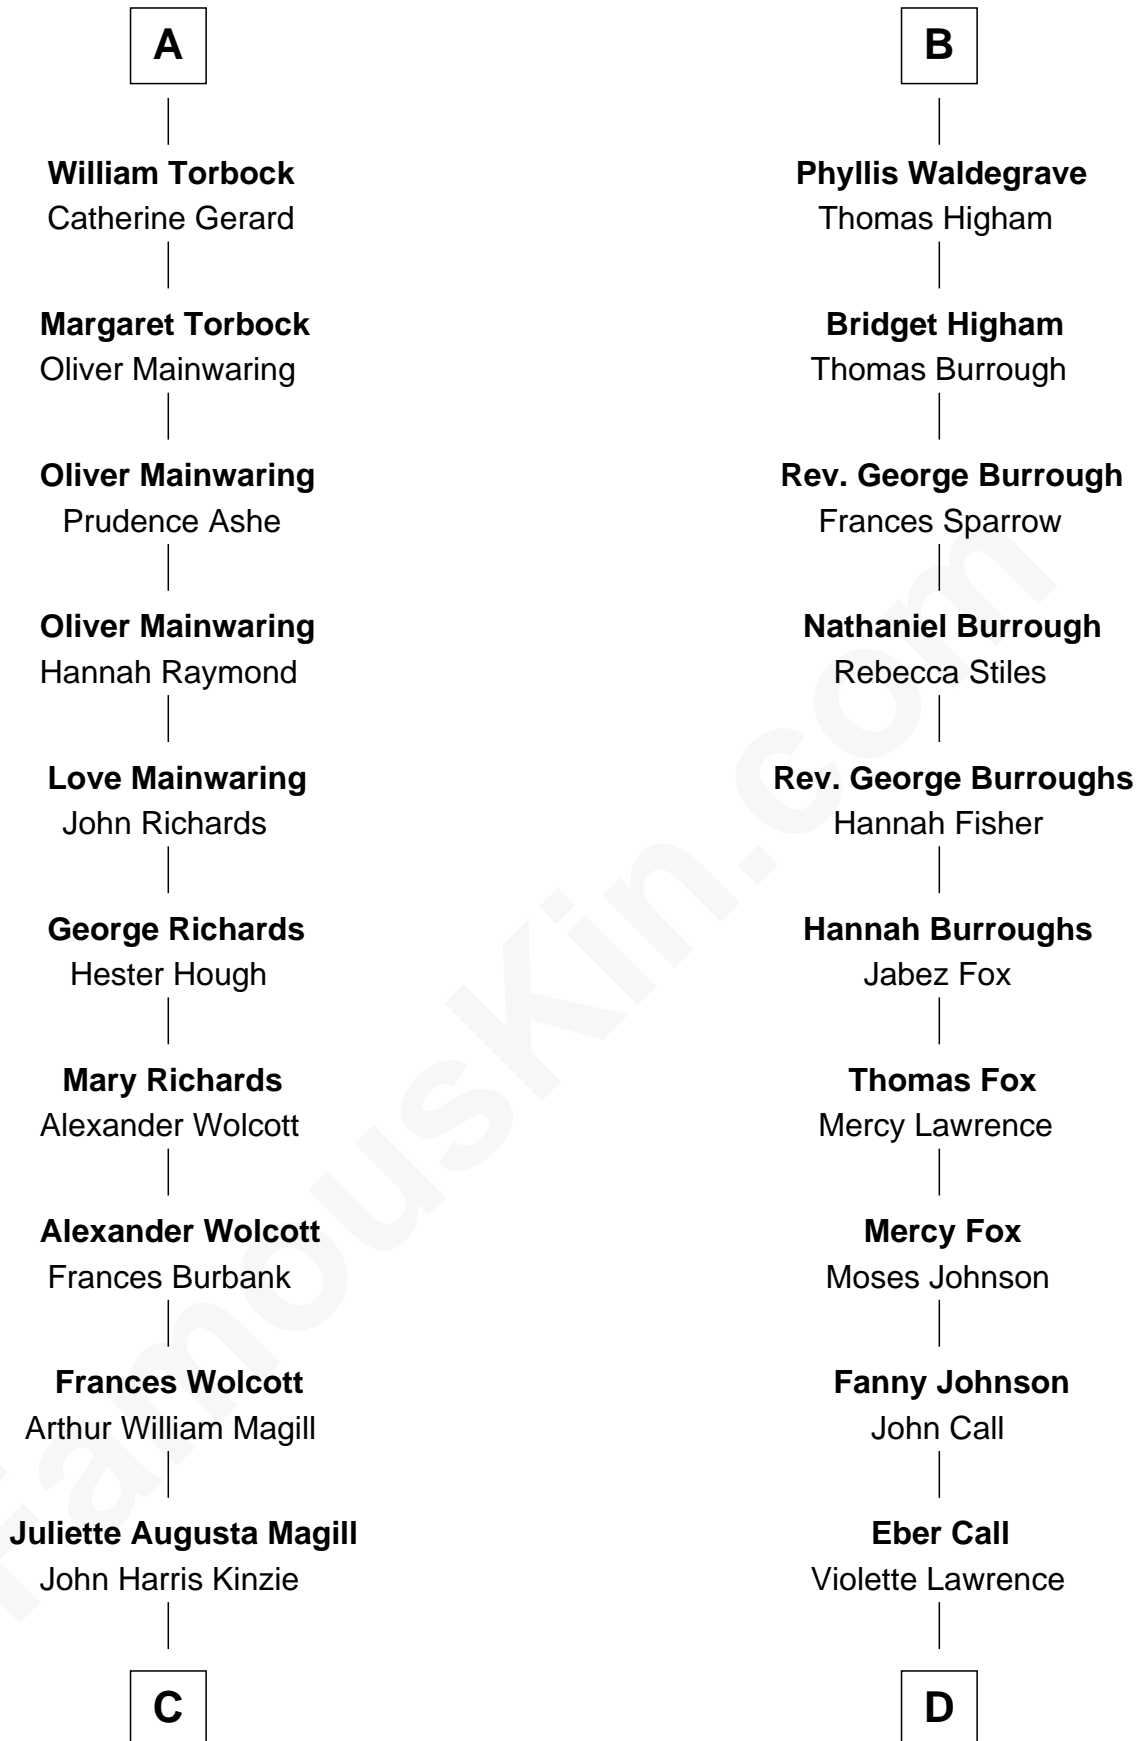 A
William Torbock
Catherine Gerard
Margaret Torbock
Oliver Mainwaring
Oliver Mainwaring
Prudence Ashe
Oliver Mainwaring
Hannah Raymond
Love Mainwaring
John Richards
George Richards
Hester Hough
Mary Richards
Alexander Wolcott
Alexander Wolcott
Frances Burbank
Frances Wolcott
Arthur William Magill
Juliette Augusta Magill
John Harris Kinzie
C
B
Phyllis Waldegrave
Thomas Higham
Bridget Higham
Thomas Burrough
Rev. George Burrough
Frances Sparrow
Nathaniel Burrough
Rebecca Stiles
Rev. George Burroughs
Hannah Fisher
Hannah Burroughs
Jabez Fox
Thomas Fox
Mercy Lawrence
Mercy Fox
Moses Johnson
Fanny Johnson
John Call
Eber Call
Violette Lawrence
D
FamousKin.com